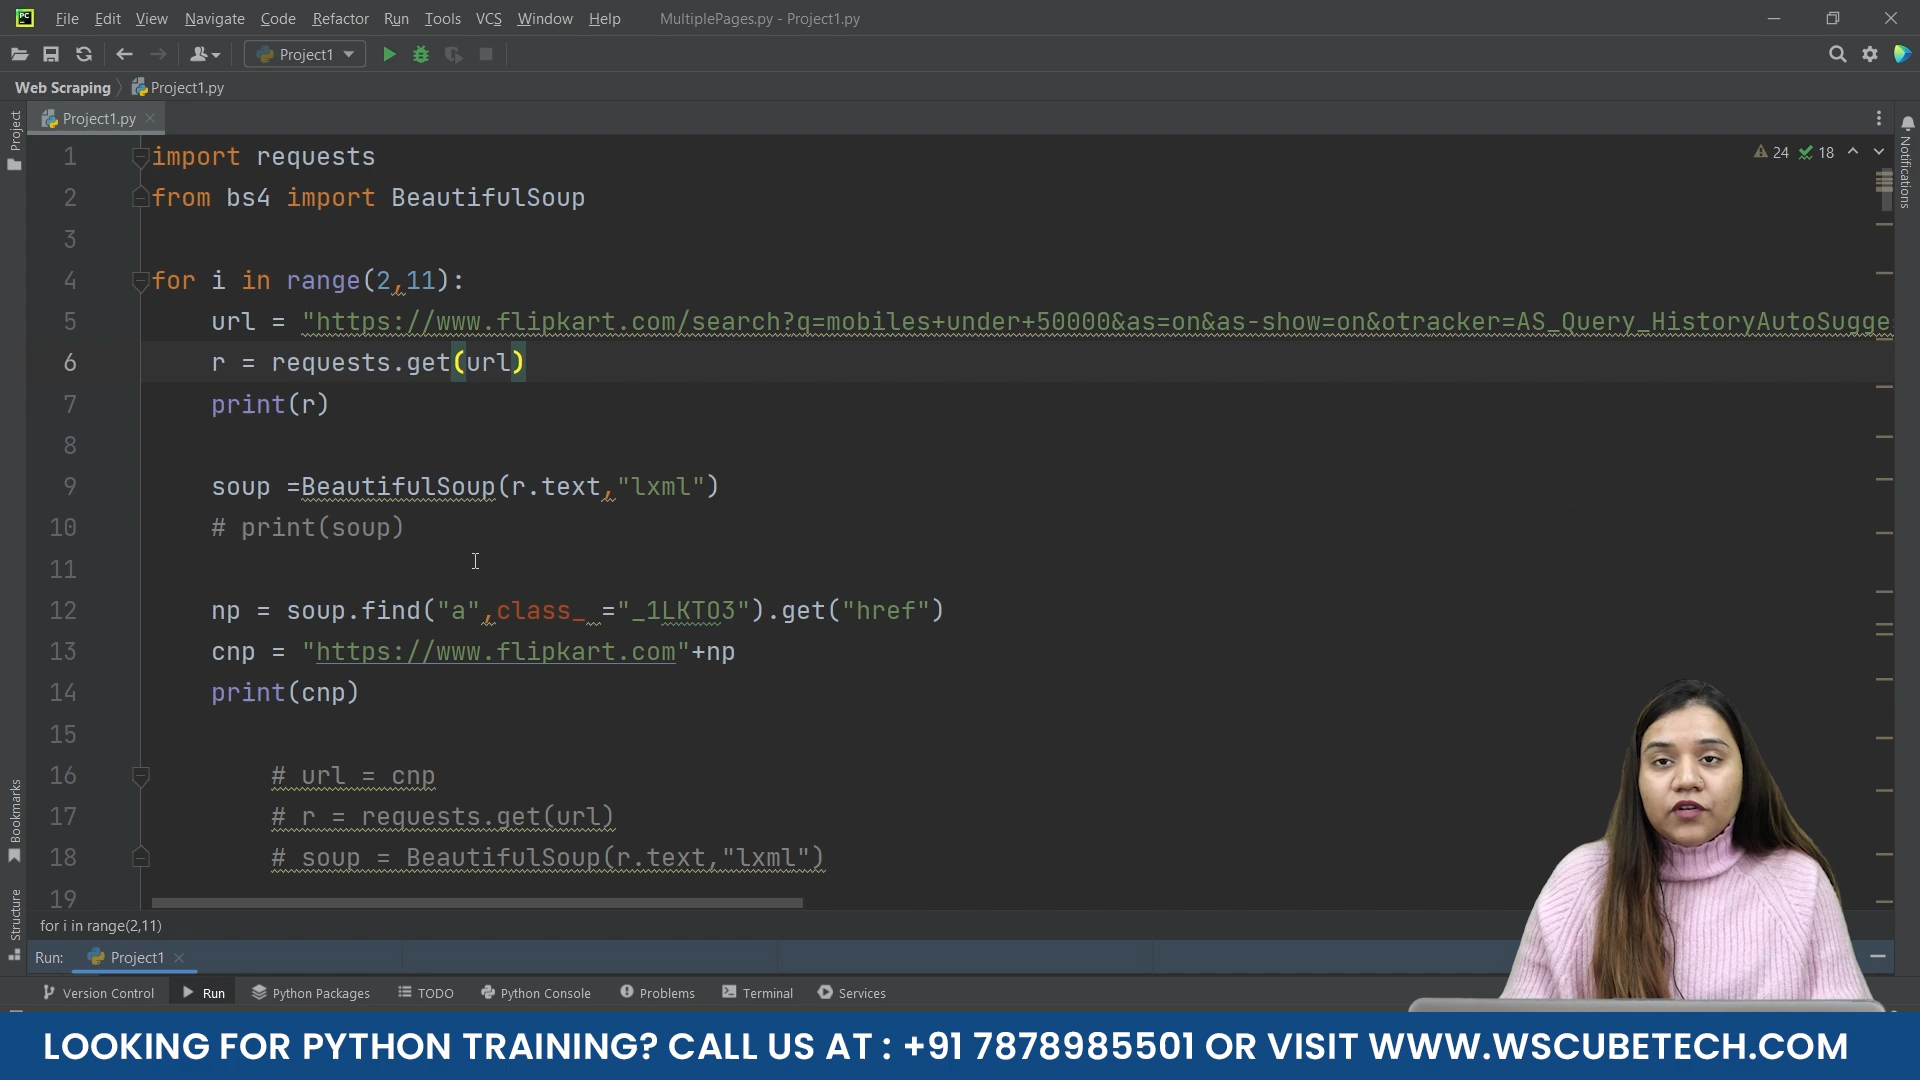 PC File Edit View Navigate Code Refactor Run Tools VCS Window Help MultiplePages.py - Project1.py
Project1
Web Scraping Project1.py
Project1.py
Project
Notifications
24 18
1 import requests
2 from bs4 import BeautifulSoup
3
4 for i in range(2,11):
5 url = "https://www.flipkart.com/search?q=mobiles+under+50000&as=on&as-show=on&otracker=AS_Query_HistoryAutoSugge
6 r = requests.get(url)
7 print(r)
8
9 soup =BeautifulSoup(r.text,"lxml")
10 # print(soup)
11
12 np = soup.find("a",class_ ="_1LKTO3").get("href")
13 cnp = "https://www.flipkart.com"+np
14 print(cnp)
15
16 # url = cnp
17 # r = requests.get(url)
18 # soup = BeautifulSoup(r.text,"lxml")
19
Bookmarks
Structure
for i in range(2,11)
Run: Project1
Version Control Run Python Packages TODO Python Console Problems Terminal Services
LOOKING FOR PYTHON TRAINING? CALL US AT : +91 7878985501 OR VISIT WWW.WSCUBETECH.COM